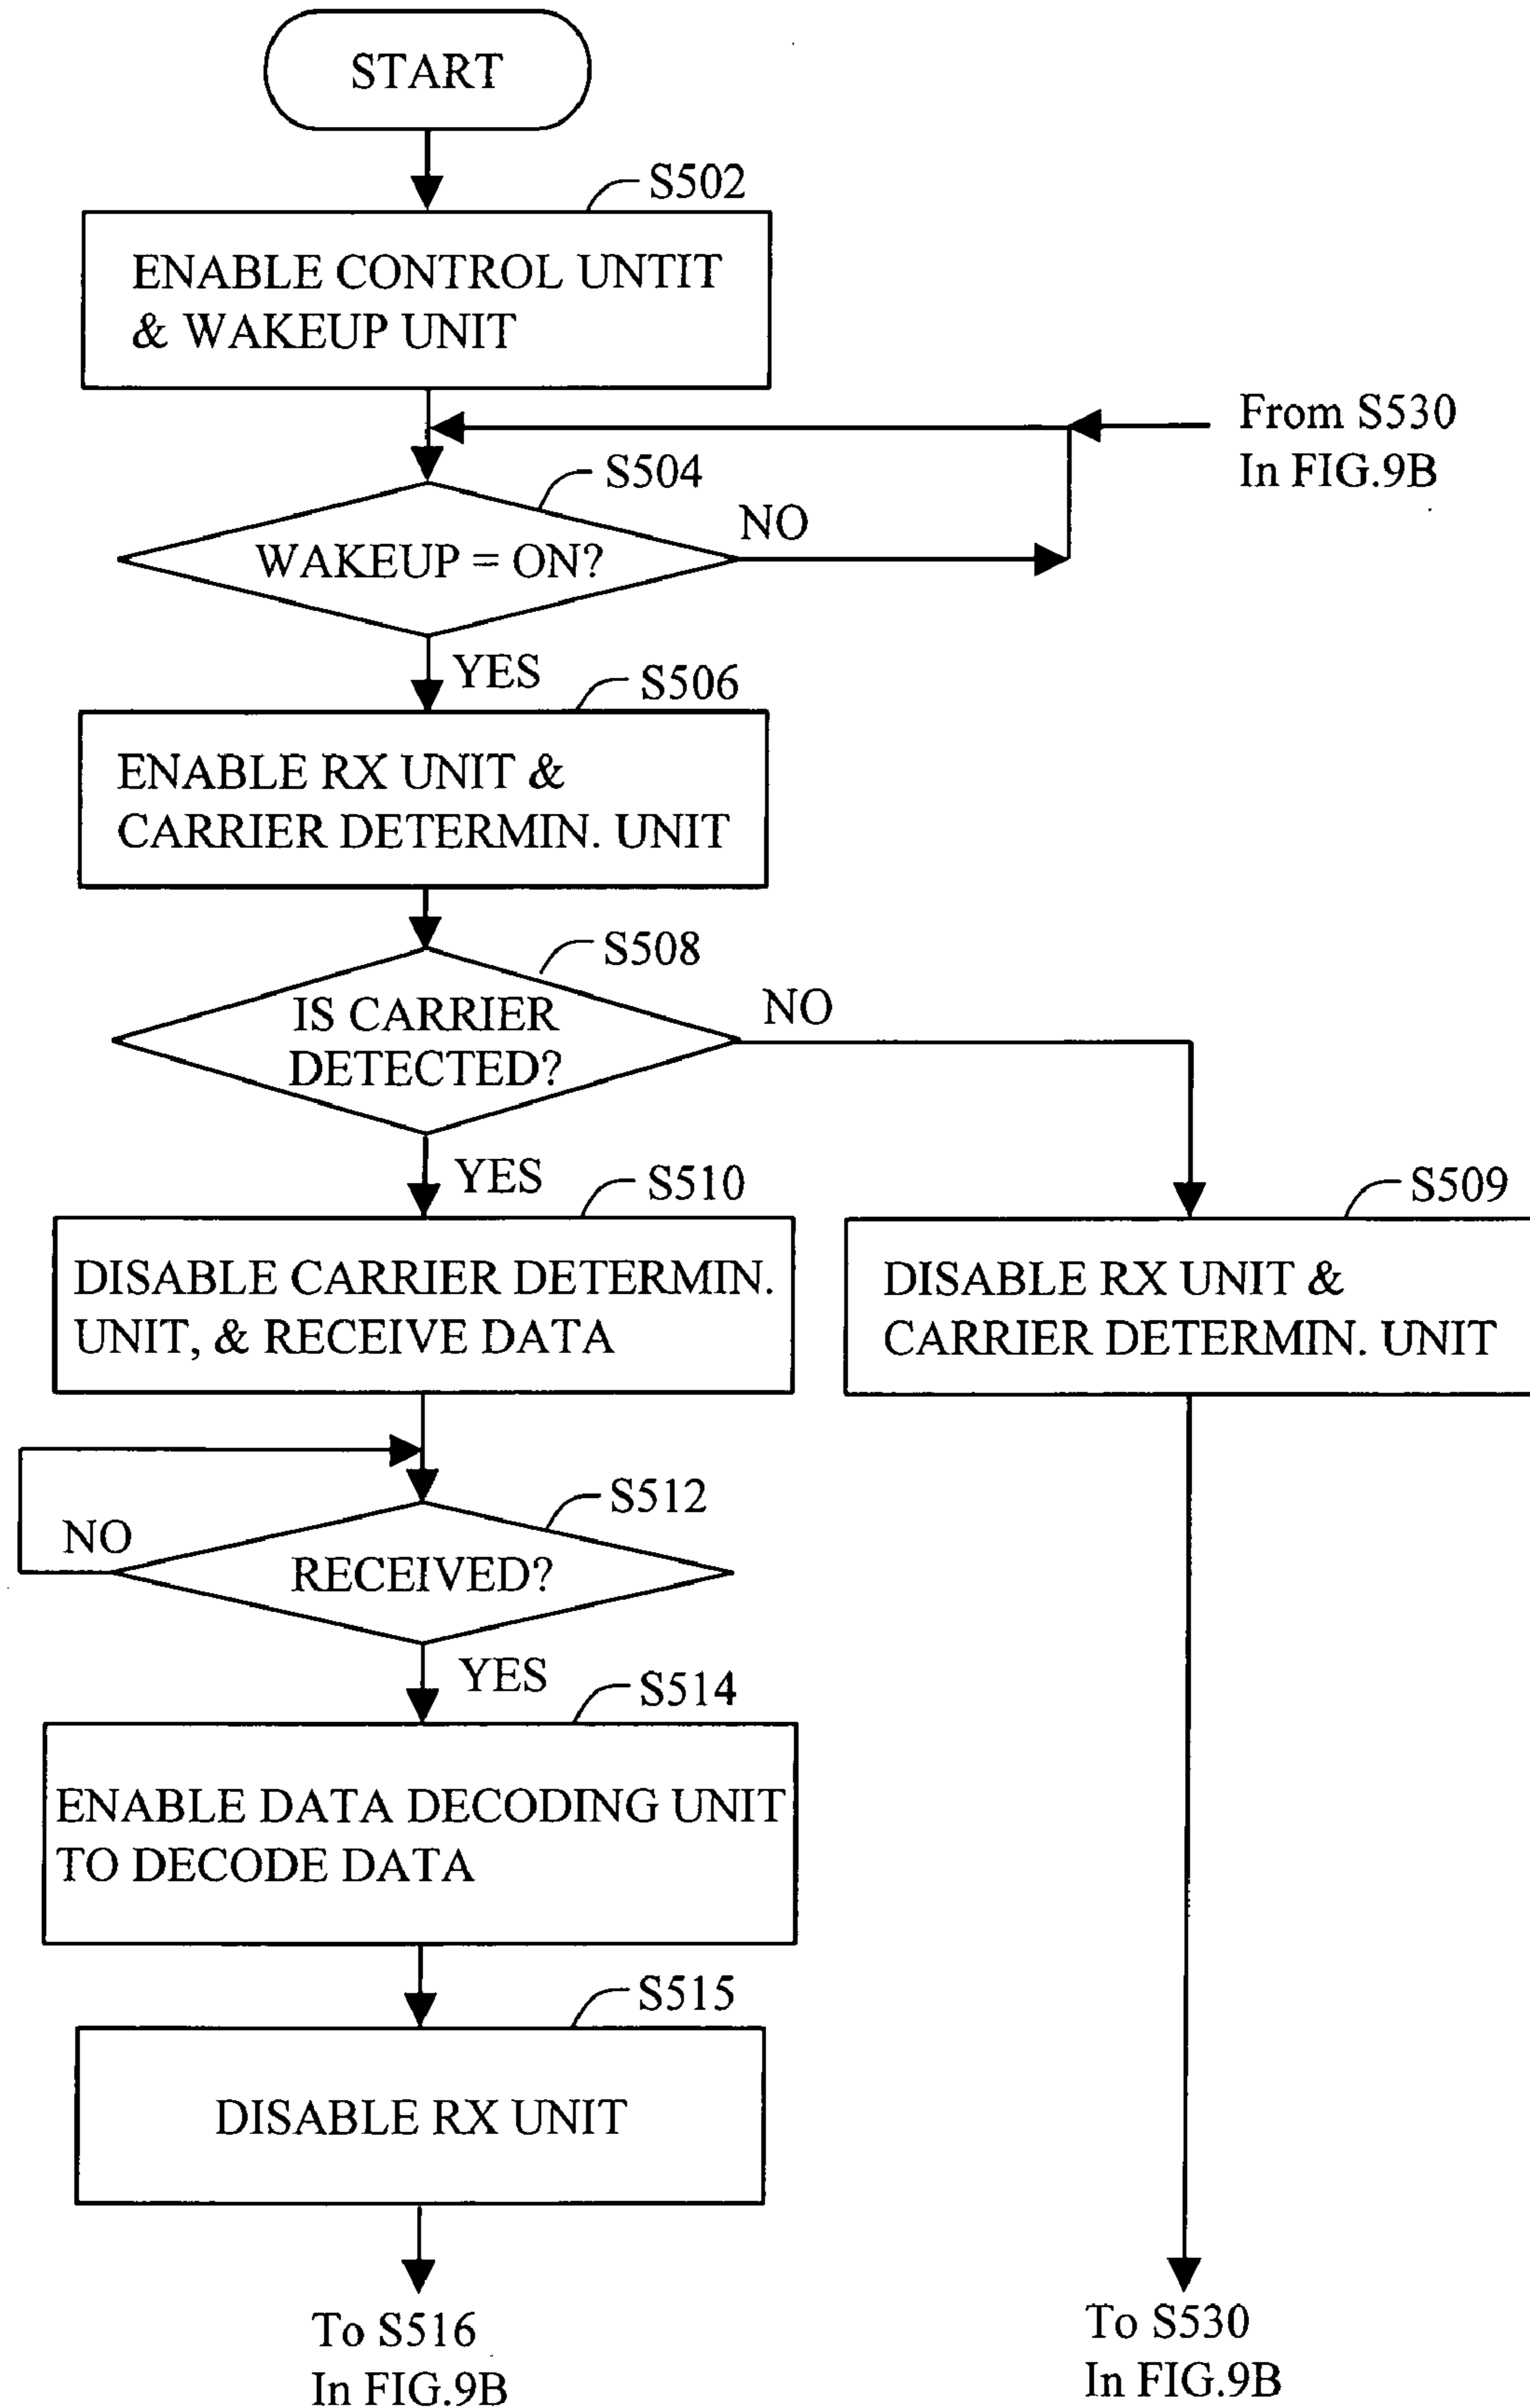 START
S502
ENABLE CONTROL UNTIT
& WAKEUP UNIT
From S530
In FIG.9B
S504
WAKEUP = ON?
NO
YES
S506
ENABLE RX UNIT &
CARRIER DETERMIN. UNIT
S508
IS CARRIER
DETECTED?
NO
YES
S510
DISABLE CARRIER DETERMIN.
UNIT, & RECEIVE DATA
S509
DISABLE RX UNIT &
CARRIER DETERMIN. UNIT
S512
RECEIVED?
NO
YES
S514
ENABLE DATA DECODING UNIT
TO DECODE DATA
S515
DISABLE RX UNIT
To S516
In FIG.9B
To S530
In FIG.9B